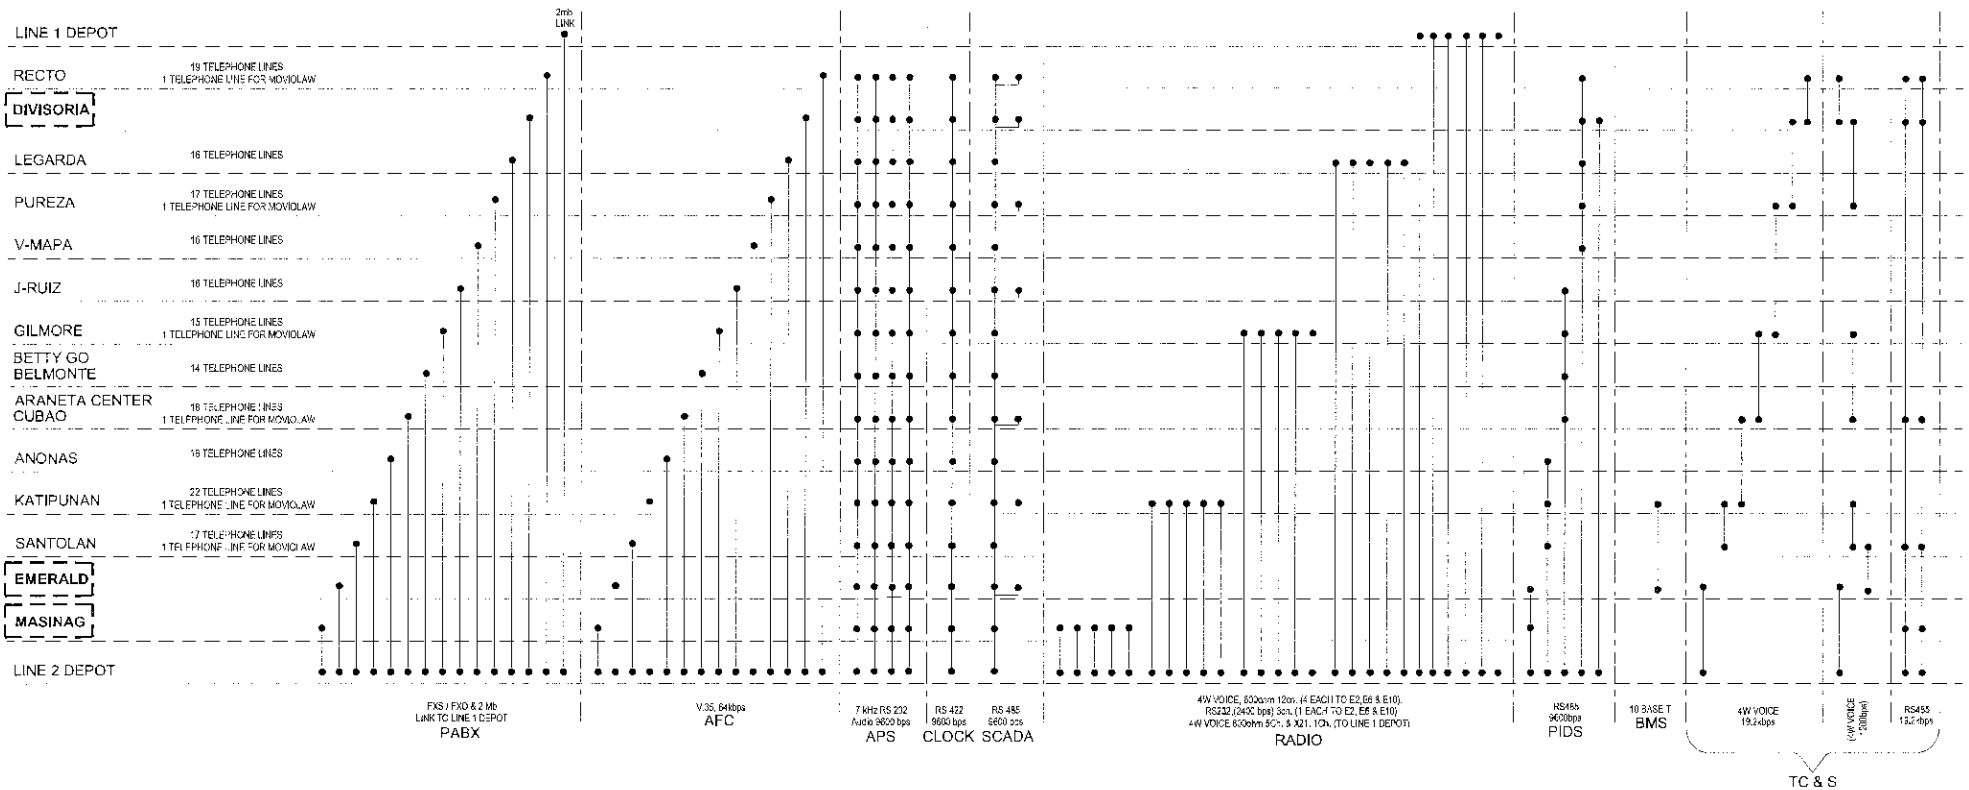 2mb
LINK
LINE 1 DEPOT
RECTO
19 TELEPHONE LINES
1 TELEPHONE LINE FOR MOVIOLAW
DIVISORIA
LEGARDA
16 TELEPHONE LINES
PUREZA
17 TELEPHONE LINES
1 TELEPHONE LINE FOR MOVIOLAW
V-MAPA
16 TELEPHONE LINES
J-RUIZ
16 TELEPHONE LINES
GILMORE
15 TELEPHONE LINES
1 TELEPHONE LINE FOR MOVIOLAW
BETTY GO
BELMONTE
14 TELEPHONE LINES
ARANETA CENTER
CUBAO
18 TELEPHONE LINES
1 TELEPHONE LINE FOR MOVIOLAW
ANONAS
18 TELEPHONE LINES
KATIPUNAN
22 TELEPHONE LINES
1 TELEPHONE LINE FOR MOVIOLAW
SANTOLAN
17 TELEPHONE LINES
1 TELEPHONE LINE FOR MOVIOLAW
EMERALD
MASINAG
LINE 2 DEPOT
FXS / FXO & 2 Mb
LINK TO LINE 1 DEPOT
PABX
V.35, 64kbps
AFC
7 kHz RS 232
Audio 9600 bps
APS
RS 422
9600 bps
CLOCK
RS 485
9600 bps
SCADA
4W VOICE, 600ohm 12ch. (4 EACH TO E2,E6 & E10).
RS232,(2400 bps) 3ch. (1 EACH TO E2, E6 & E10)
4W VOICE 600ohm 5Ch. & X21. 1Ch. (TO LINE 1 DEPOT)
RADIO
RS485
9600bps
PIDS
10 BASE T
BMS
4W VOICE
19.2kbps
(4W VOICE
1200bps)
RS485
19.2kbps
TC & S